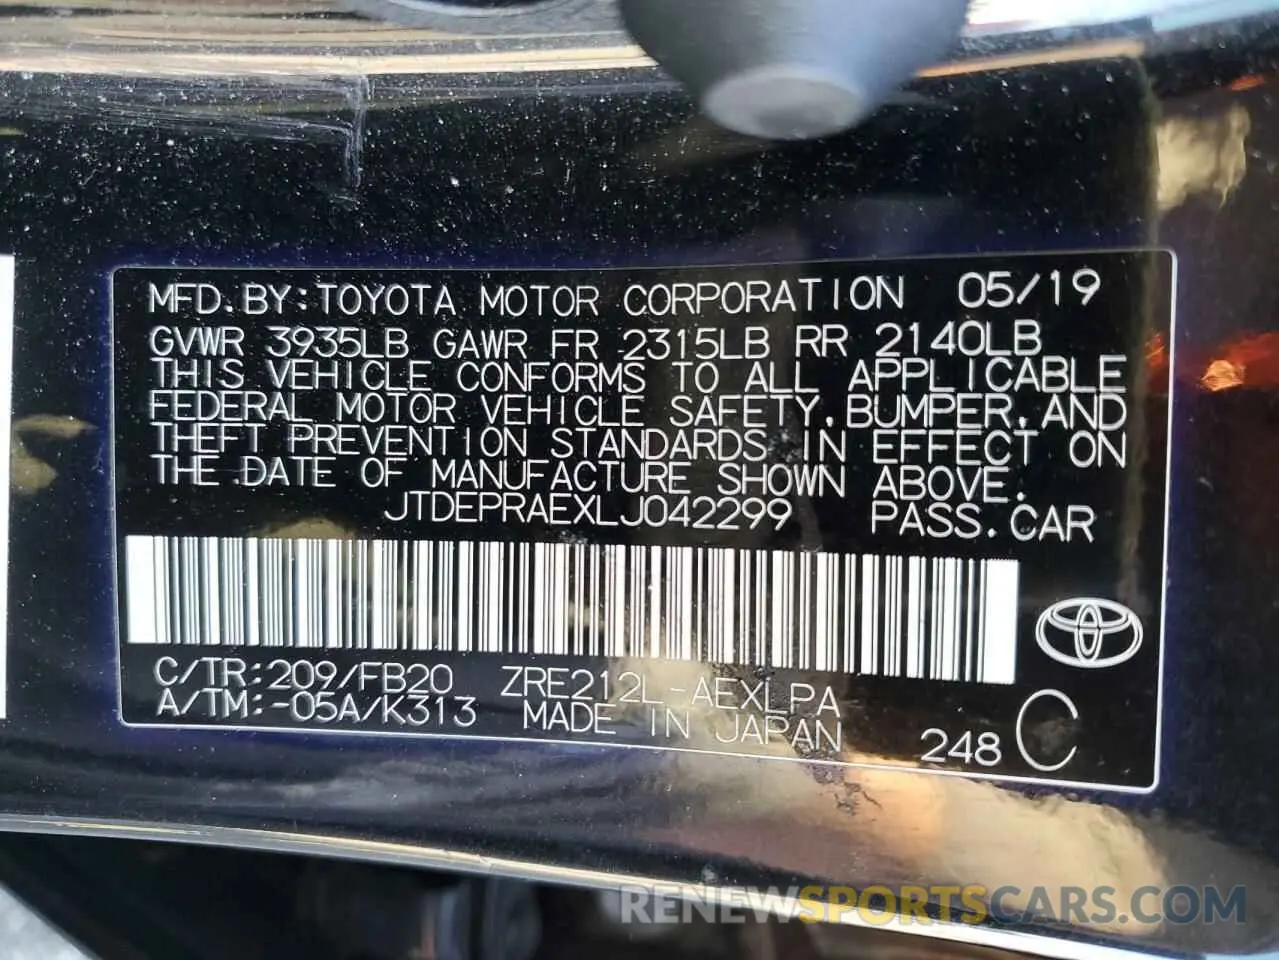 MFD.BY:TOYOTA MOTOR CORPORATION 05/19
GVWR 3935LB GAWR FR 2315LB RR 2140LB
THIS VEHICLE CONFORMS TO ALL APPLICABLE
FEDERAL MOTOR VEHICLE SAFETY,BUMPER,AND
THEFT PREVENTION STANDARDS IN EFFECT ON
THE DATE OF MANUFACTURE SHOWN ABOVE.
JTDEPRAEXLJ042299 PASS.CAR
C/TR:209/FB20 ZRE212L-AEXLPA
A/TM:-05A/K313 MADE IN JAPAN 248 C
RENEWSPORTSCARS.COM